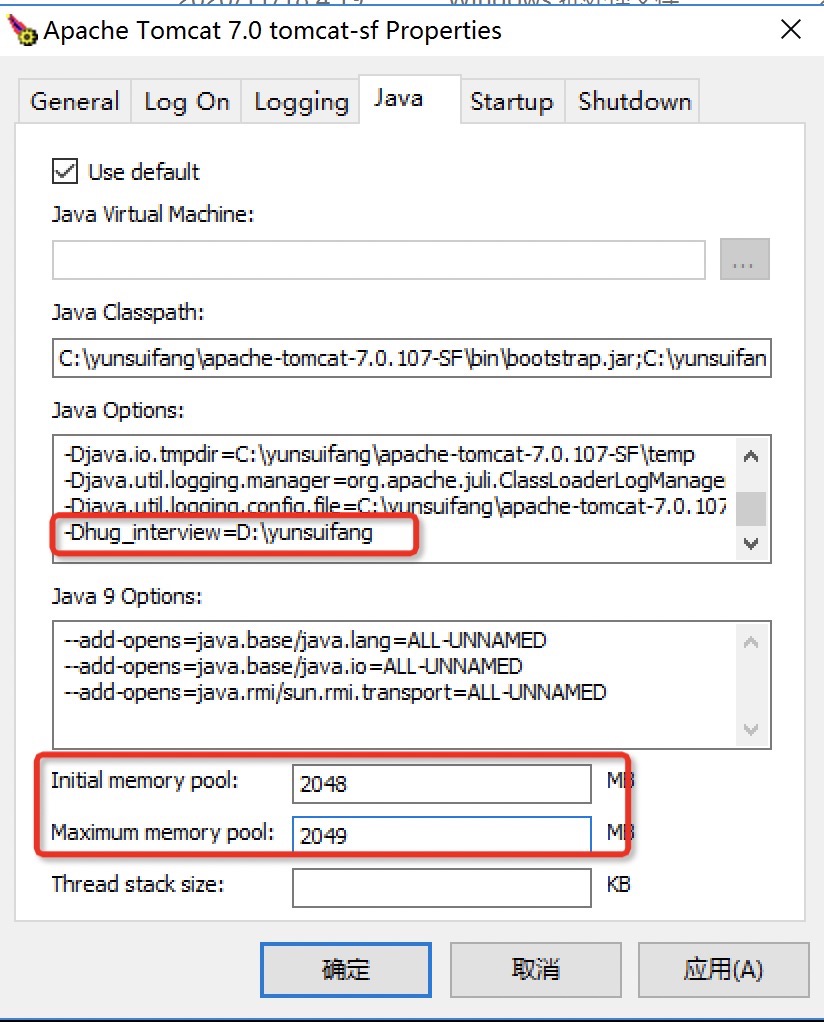 Apache Tomcat 7.0 tomcat-sf Properties
General Log On Logging Java Startup Shutdown
Use default
Java Virtual Machine:
...
Java Classpath:
C:\yunsuifang\apache-tomcat-7.0.107-SF\bin\bootstrap.jar;C:\yunsuifan
Java Options:
-Djava.io.tmpdir=C:\yunsuifang\apache-tomcat-7.0.107-SF\temp
-Djava.util.logging.manager=org.apache.juli.ClassLoaderLogManage
-Djava.util.logging.config.file=C:\yunsuifang\apache-tomcat-7.0.107
-Dhug_interview=D:\yunsuifang
Java 9 Options:
--add-opens=java.base/java.lang=ALL-UNNAMED
--add-opens=java.base/java.io=ALL-UNNAMED
--add-opens=java.rmi/sun.rmi.transport=ALL-UNNAMED
Initial memory pool: 2048 MB
Maximum memory pool: 2049 MB
Thread stack size: KB
确定 取消 应用(A)